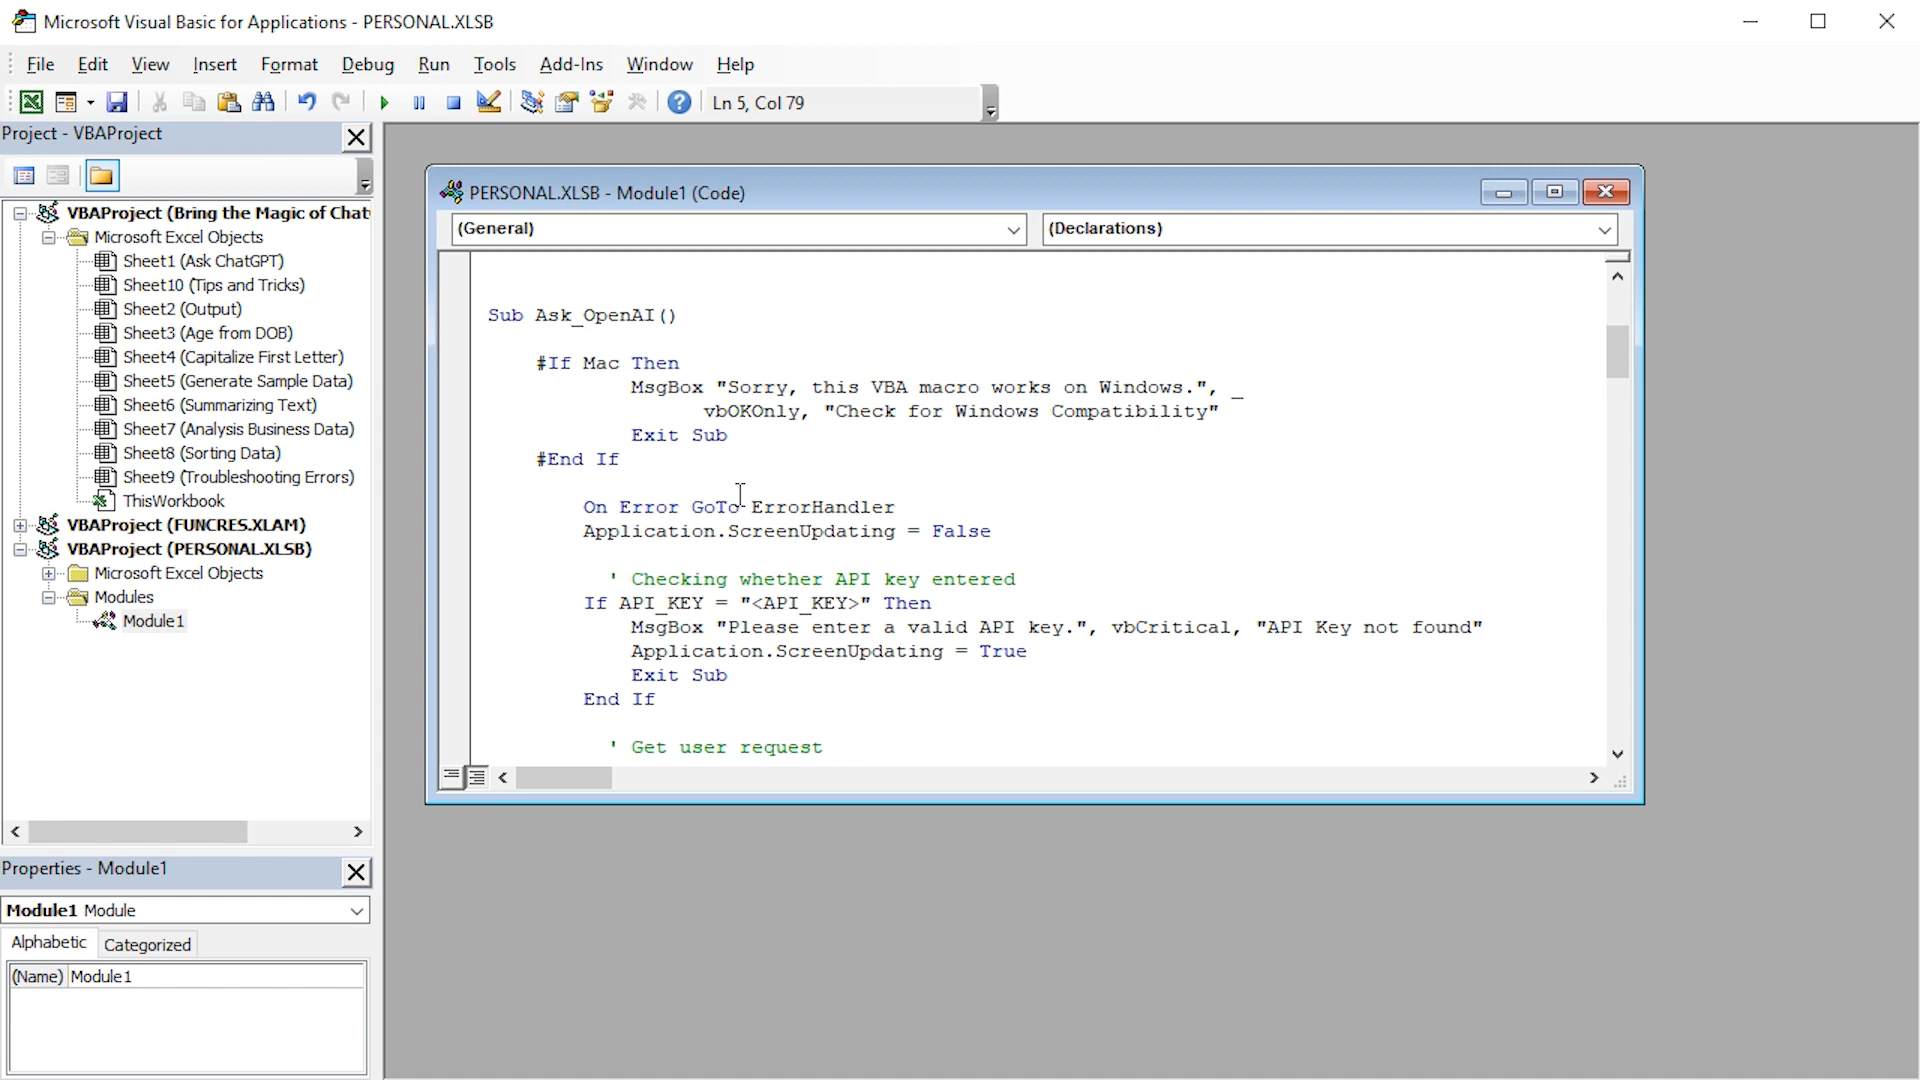 Microsoft Visual Basic for Applications - PERSONAL.XLSB
File Edit View Insert Format Debug Run Tools Add-Ins Window Help
Ln 5, Col 79
Project - VBAProject
VBAProject (Bring the Magic of Chat
Microsoft Excel Objects
Sheet1 (Ask ChatGPT)
Sheet10 (Tips and Tricks)
Sheet2 (Output)
Sheet3 (Age from DOB)
Sheet4 (Capitalize First Letter)
Sheet5 (Generate Sample Data)
Sheet6 (Summarizing Text)
Sheet7 (Analysis Business Data)
Sheet8 (Sorting Data)
Sheet9 (Troubleshooting Errors)
ThisWorkbook
VBAProject (FUNCRES.XLAM)
VBAProject (PERSONAL.XLSB)
Microsoft Excel Objects
Modules
Module1
Properties - Module1
Module1 Module
Alphabetic Categorized
(Name) Module1
PERSONAL.XLSB - Module1 (Code)
(General) (Declarations)
Sub Ask_OpenAI()
#If Mac Then
MsgBox "Sorry, this VBA macro works on Windows.", _
vbOKOnly, "Check for Windows Compatibility"
Exit Sub
#End If
On Error GoTo ErrorHandler
Application.ScreenUpdating = False
' Checking whether API key entered
If API_KEY = "<API_KEY>" Then
MsgBox "Please enter a valid API key.", vbCritical, "API Key not found"
Application.ScreenUpdating = True
Exit Sub
End If
' Get user request